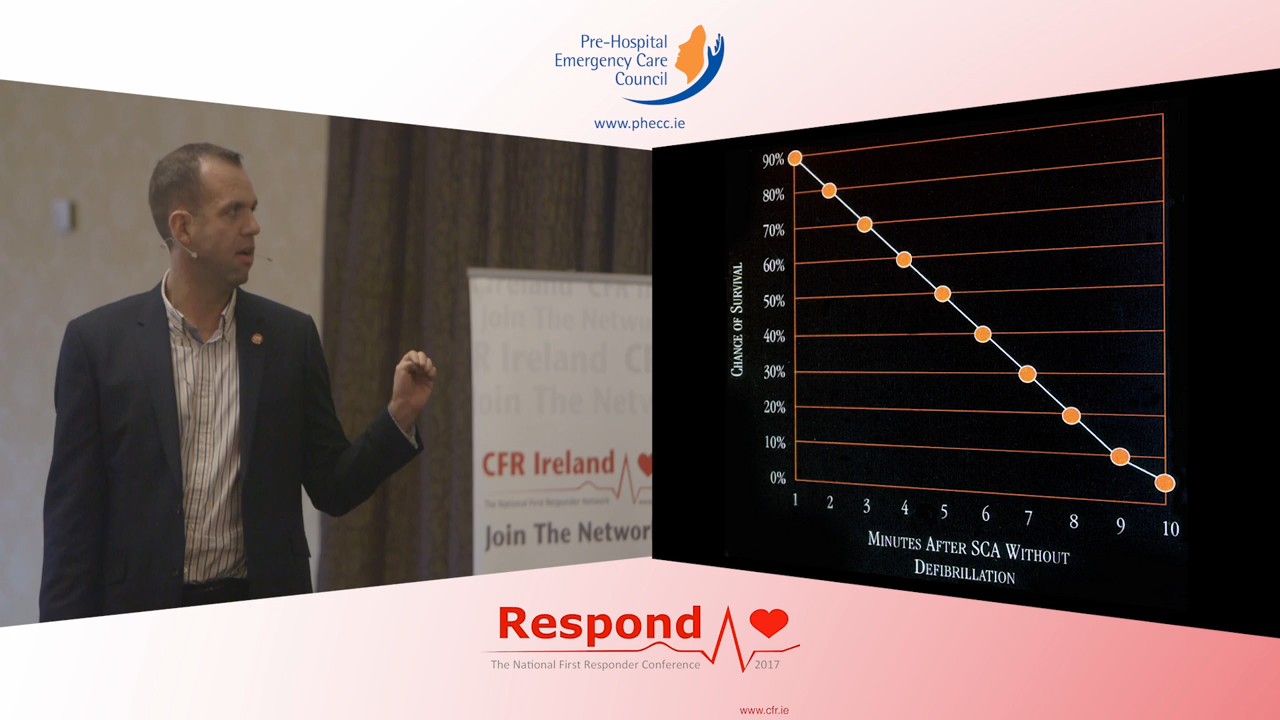 Pre-Hospital
Emergency Care
Council
www.phecc.ie
Ireland CFR I
Join The Netwo
R Ireland C
oin The Netw
CFR Ireland
The National First Responder Network
Join The Networ
90%
80%
70%
60%
50%
40%
30%
20%
10%
0%
CHANCE OF SURVIVAL
1 2 3 4 5 6 7 8 9 10
MINUTES AFTER SCA WITHOUT
DEFIBRILLATION
Respond
The National First Responder Conference 2017
www.cfr.ie